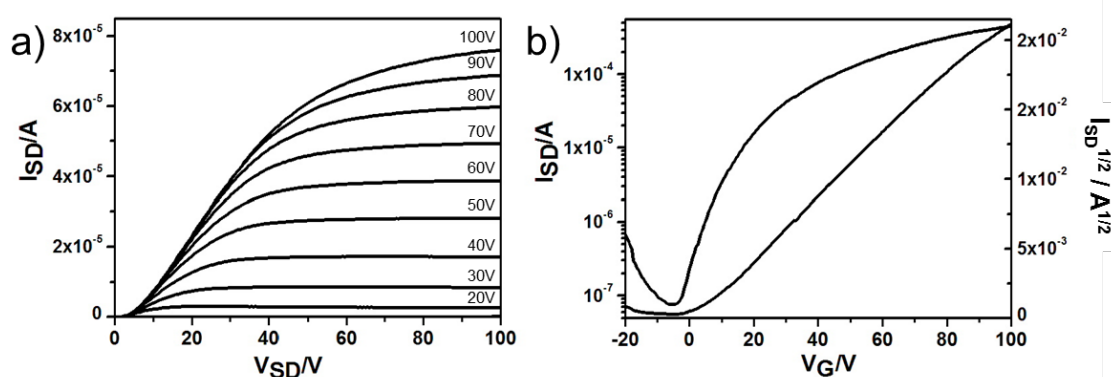 a)
8x10⁻⁵
6x10⁻⁵
4x10⁻⁵
2x10⁻⁵
0
I_SD/A
100V
90V
80V
70V
60V
50V
40V
30V
20V
0 20 40 60 80 100
V_SD/V
b)
1x10⁻⁴
1x10⁻⁵
10⁻⁶
10⁻⁷
I_SD/A
2x10⁻²
2x10⁻²
1x10⁻²
5x10⁻³
0
I_SD^1/2 / A^1/2
-20 0 20 40 60 80 100
V_G/V